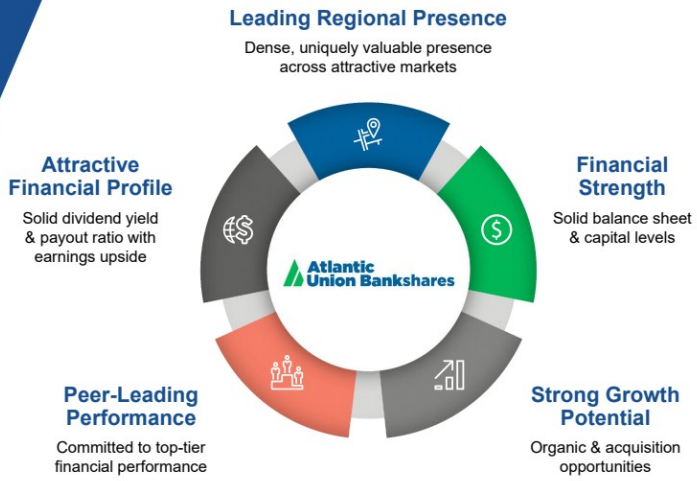 Leading Regional Presence
Dense, uniquely valuable presence
across attractive markets
Attractive
Financial Profile
Solid dividend yield
& payout ratio with
earnings upside
Financial
Strength
Solid balance sheet
& capital levels
$
$
Atlantic
Union Bankshares
Peer-Leading
Performance
Committed to top-tier
financial performance
Strong Growth
Potential
Organic & acquisition
opportunities